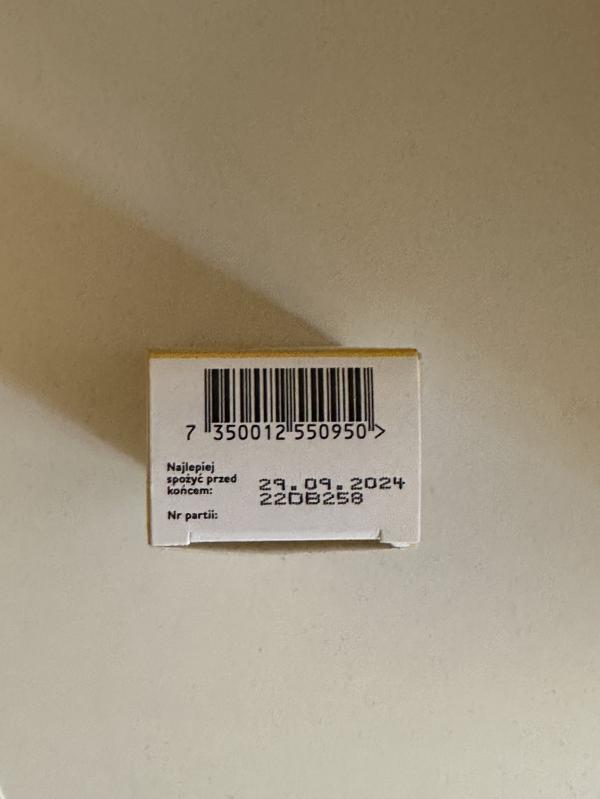 7 350012 550950 >
Najlepiej
spożyć przed
końcem:
29.09.2024
22DB258
Nr partii: